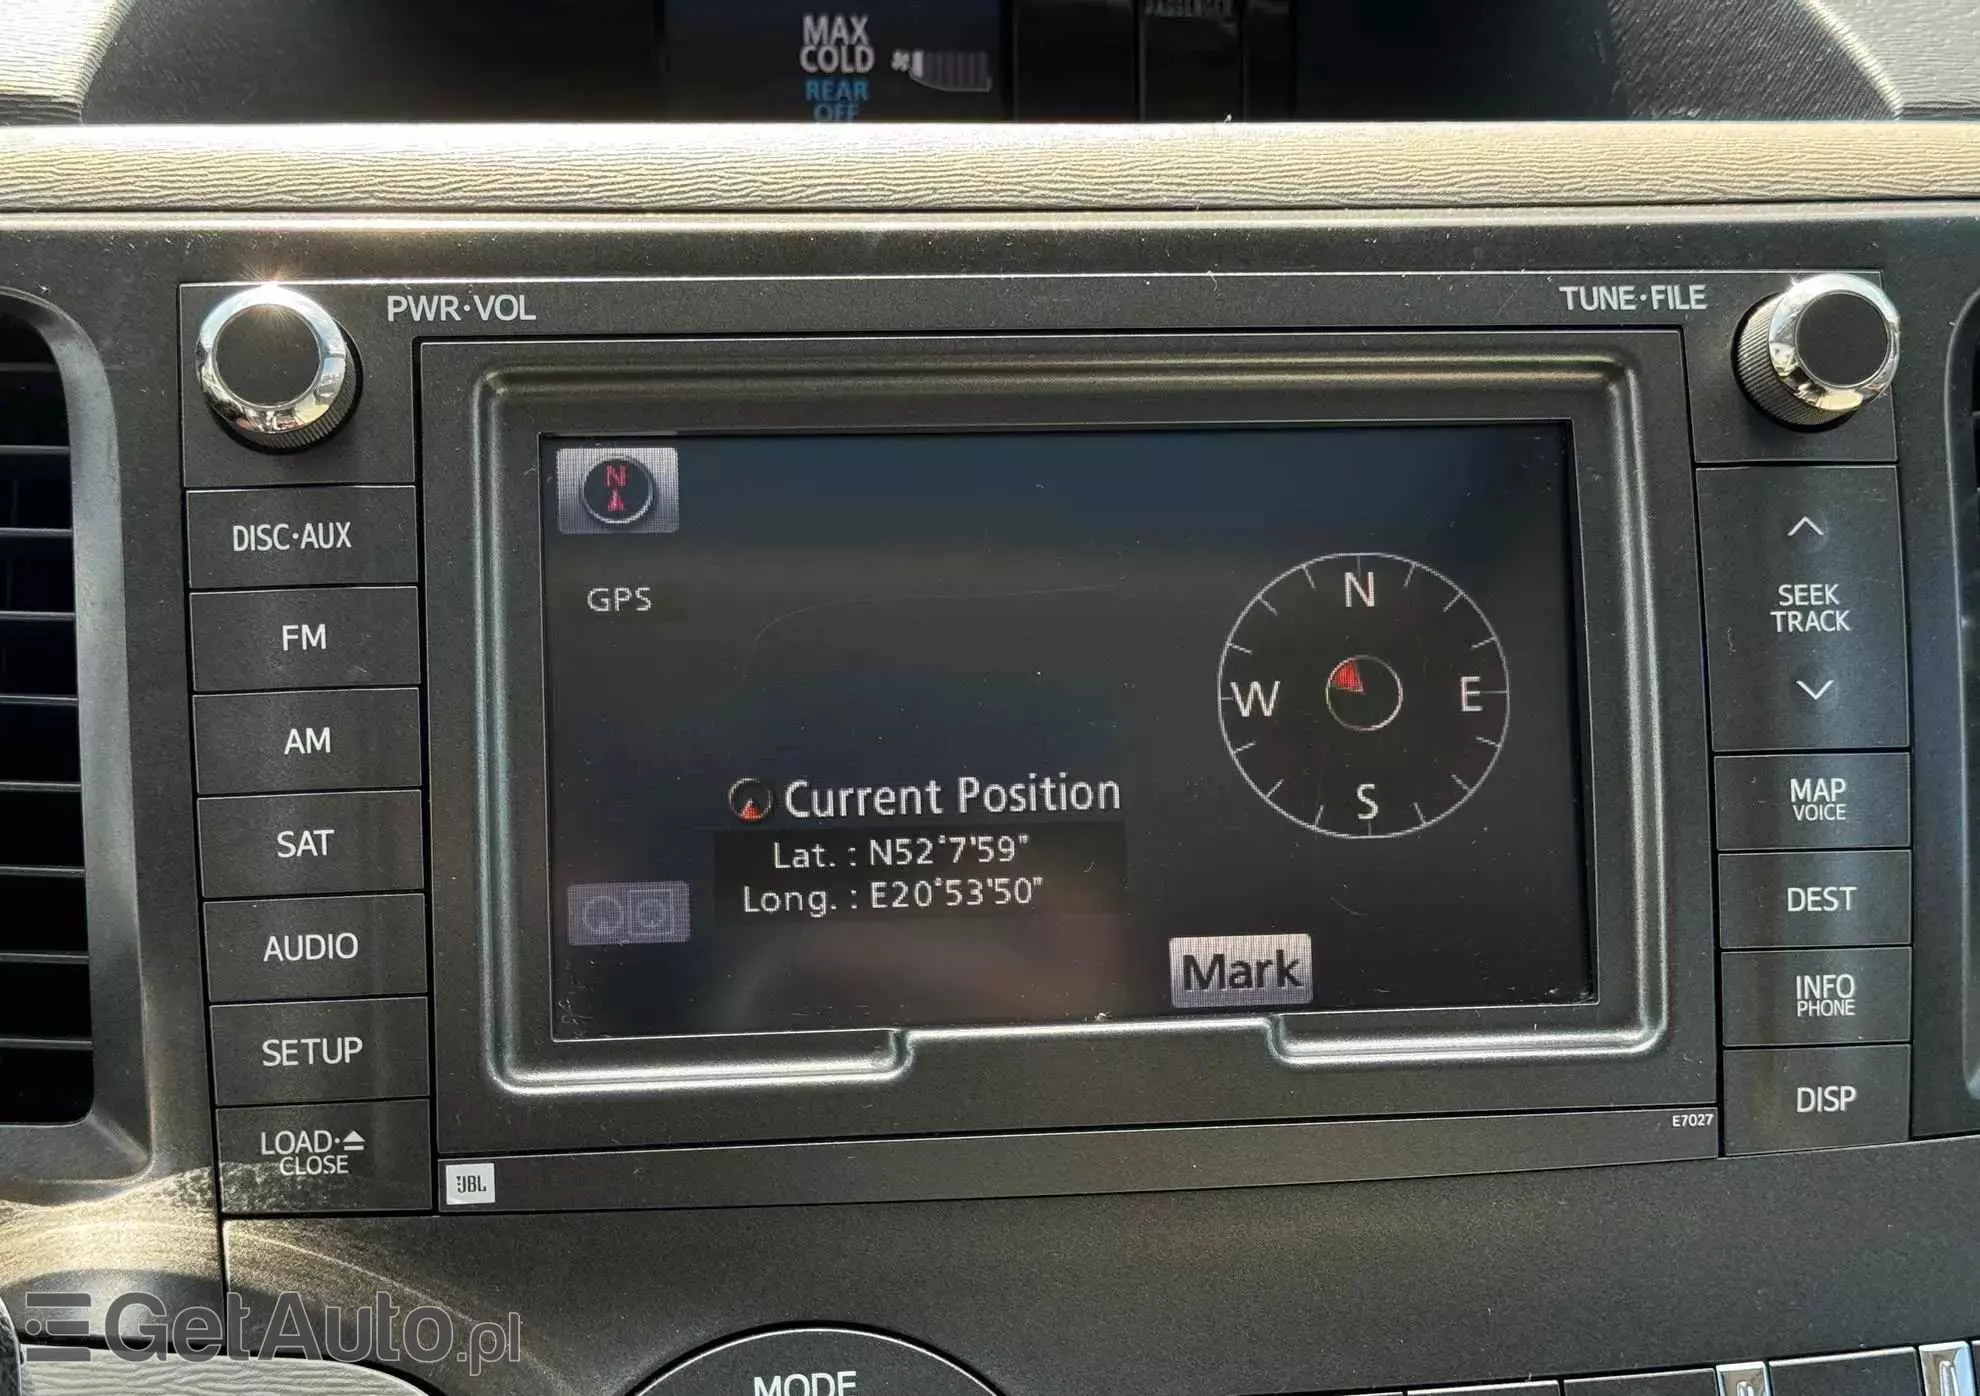 PASSENGER
MAX
COLD
REAR
OFF
PWR·VOL
TUNE·FILE
N
DISC·AUX
FM
AM
SAT
AUDIO
SETUP
LOAD·⏏
CLOSE
GPS
N
W
E
S
Current Position
Lat. : N52°7'59"
Long. : E20°53'50"
Mark
SEEK
TRACK
MAP
VOICE
DEST
INFO
PHONE
DISP
E7027
JBL
GetAuto.pl
MODE